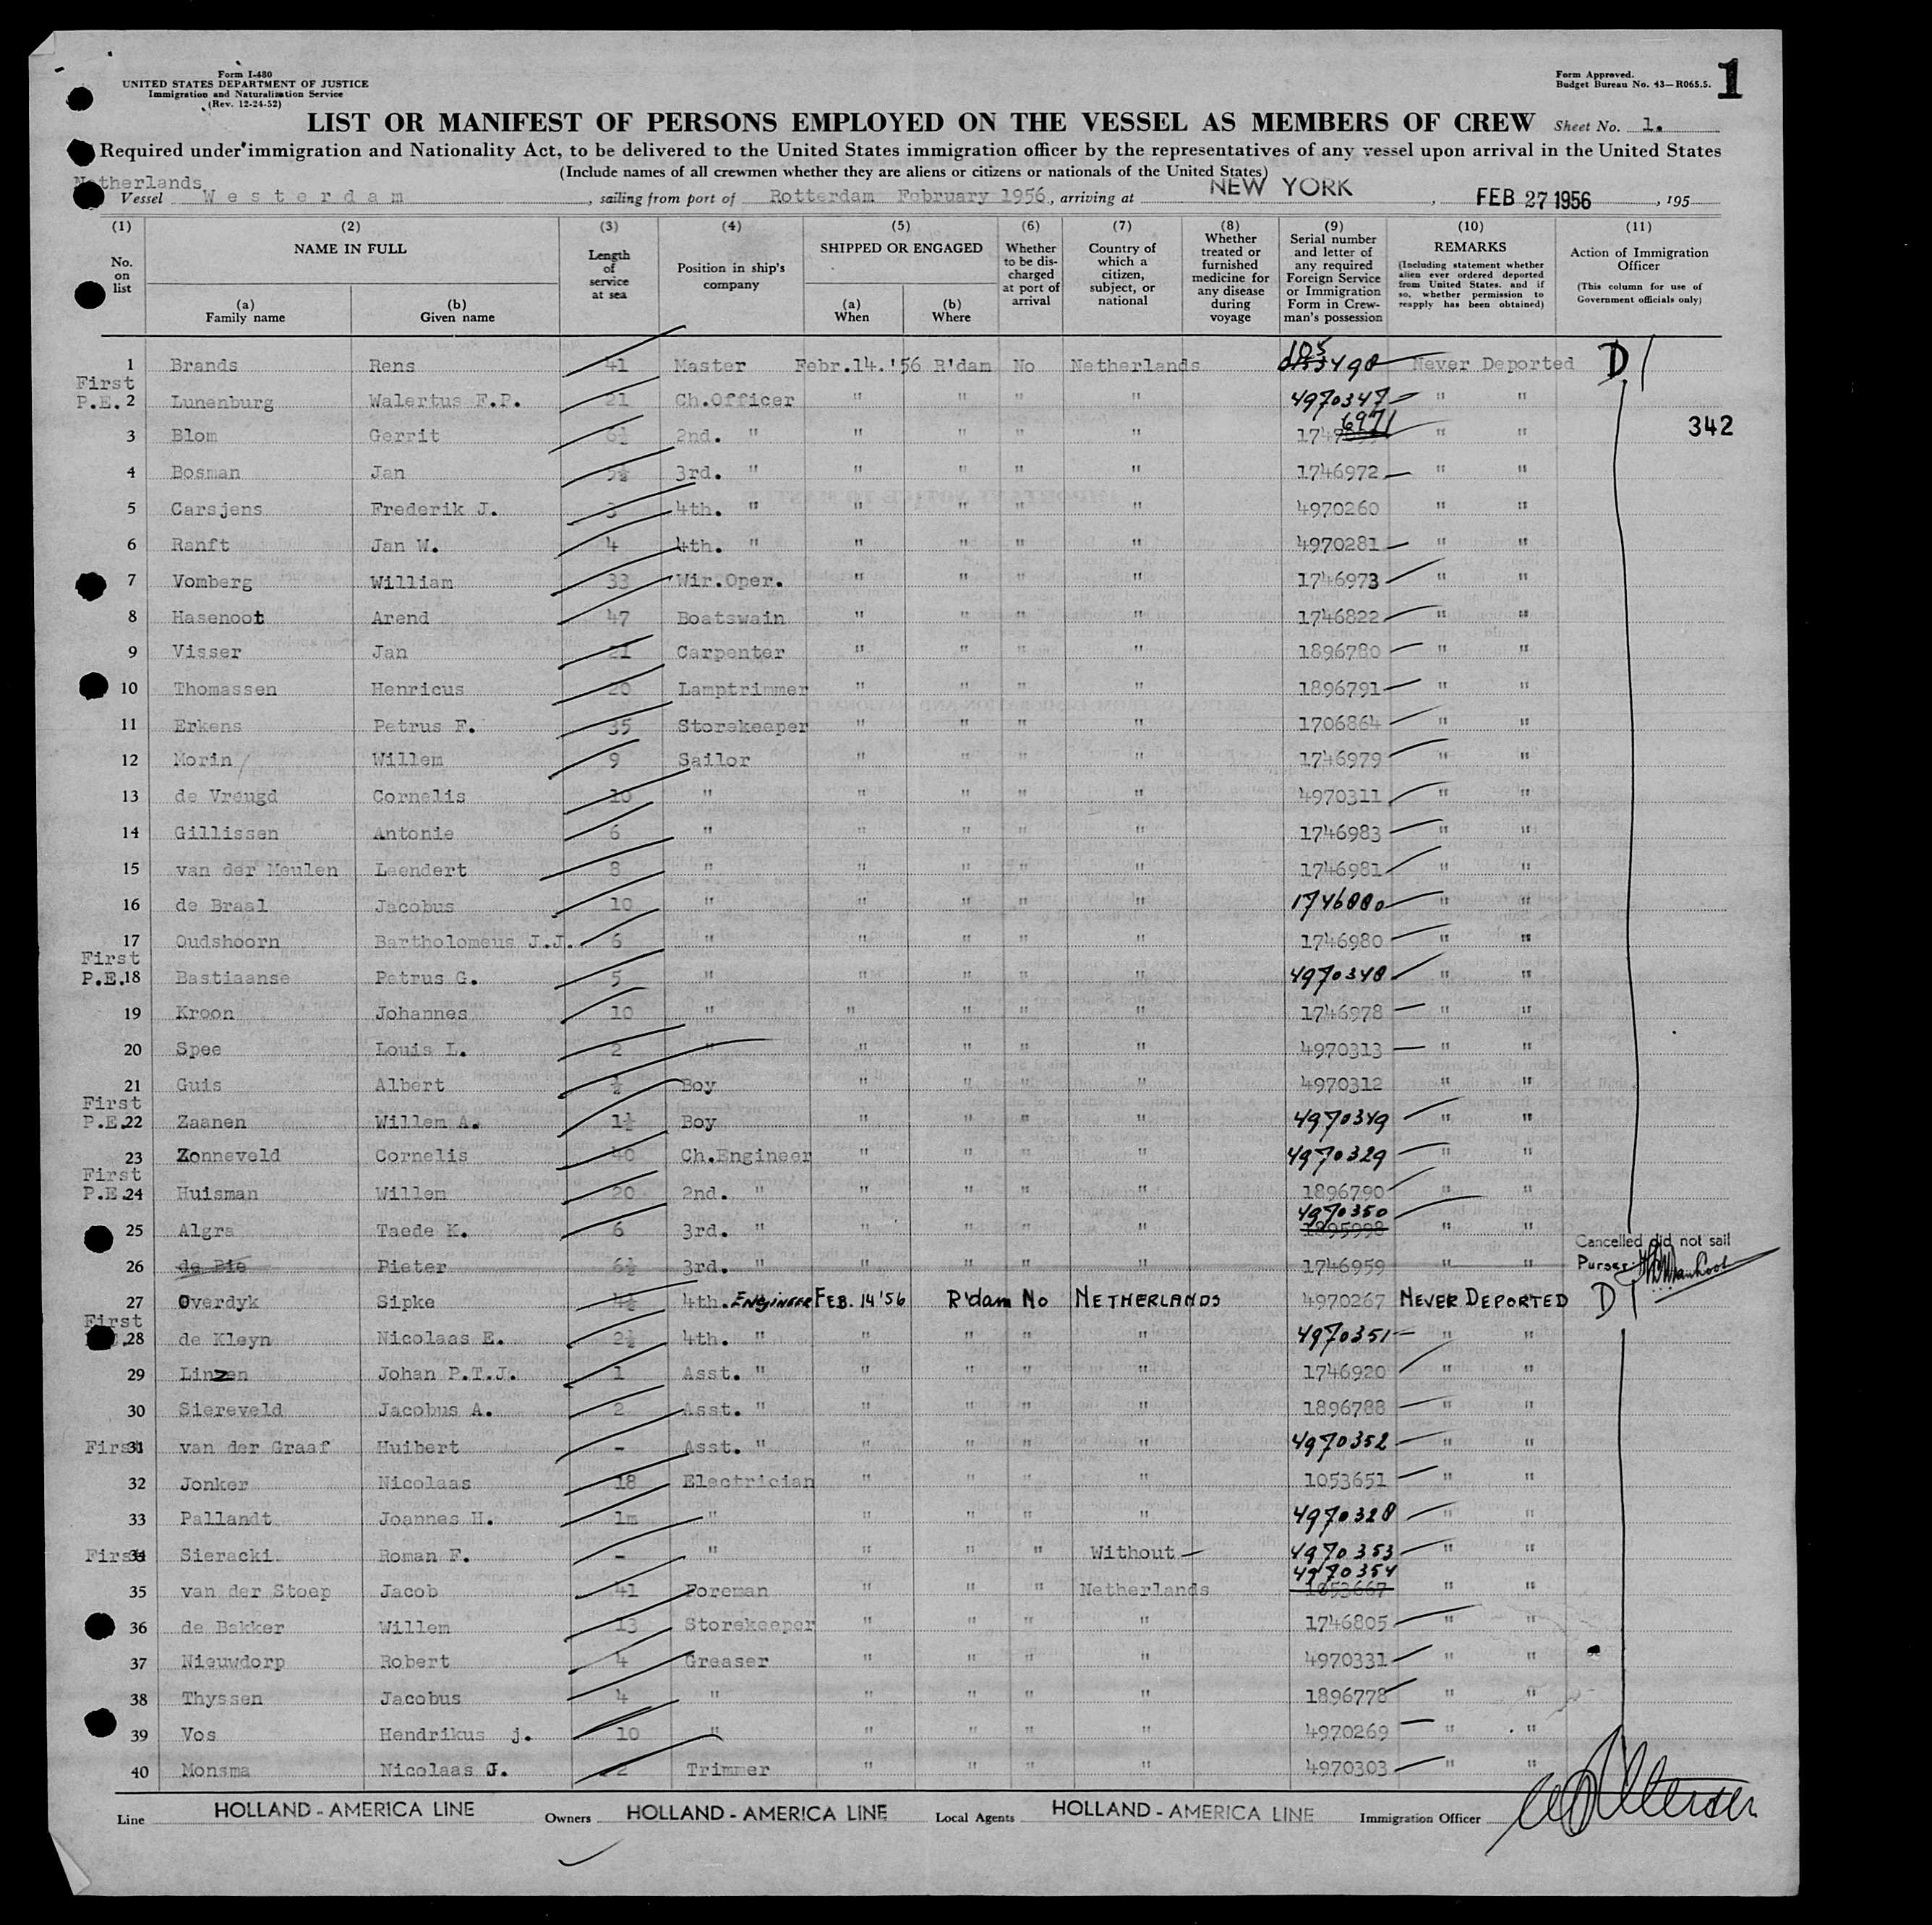 Form I-480
UNITED STATES DEPARTMENT OF JUSTICE
Immigration and Naturalization Service
(Rev. 12-24-52)
Form Approved.
Budget Bureau No. 43—R065.5.
1
LIST OR MANIFEST OF PERSONS EMPLOYED ON THE VESSEL AS MEMBERS OF CREW Sheet No. 1.
Required under immigration and Nationality Act, to be delivered to the United States immigration officer by the representatives of any vessel upon arrival in the United States
(Include names of all crewmen whether they are aliens or citizens or nationals of the United States)
Netherlands
Vessel Westerdam, sailing from port of Rotterdam February 1956, arriving at NEW YORK, FEB 27 1956, 195
(1) No. on list
(2) NAME IN FULL
(a) Family name
(b) Given name
(3) Length of service at sea
(4) Position in ship's company
(5) SHIPPED OR ENGAGED
(a) When
(b) Where
(6) Whether to be discharged at port of arrival
(7) Country of which a citizen, subject, or national
(8) Whether treated or furnished medicine for any disease during voyage
(9) Serial number and letter of any required Foreign Service or Immigration Form in Crewman's possession
(10) REMARKS
(Including statement whether alien ever ordered deported from United States, and if so, whether permission to reapply has been obtained)
(11) Action of Immigration Officer
(This column for use of Government officials only)
1 Brands Rens 41 Master Febr.14.'56 R'dam No Netherlands Never Deported D
First P.E. 2 Lunenburg Walertus F.P. 21 Ch.Officer " " " " 4970347 " "
342
3 Blom Gerrit 6½ 2nd. " " " " " 6971 " "
4 Bosman Jan 5½ 3rd. " " " " " 1746972 " "
5 Carsjens Frederik J. 3 4th. " " " " " 4970260 " "
6 Ranft Jan W. 4 4th. " " " " " 4970281 " "
7 Vomberg William 33 Wir.Oper. " " " " 1746973 " "
8 Hasenoot Arend 47 Boatswain " " " " 1746822 " "
9 Visser Jan 21 Carpenter " " " " 1896780 " "
10 Thomassen Henricus 20 Lamptrimmer " " " " 1896791 " "
11 Erkens Petrus F. 35 Storekeeper " " " " 1706864 " "
12 Morin Willem 9 Sailor " " " " 1746979 " "
13 de Vreugd Cornelis 10 " " " " " 4970311 " "
14 Gillissen Antonie 6 " " " " " 1746983 " "
15 van der Meulen Leendert 8 " " " " " 1746981 " "
16 de Braal Jacobus 10 " " " " " " "
17 Oudshoorn Bartholomeus J.J. 6 " " " " " 1746980 " "
First P.E. 18 Bastiaanse Petrus G. 5 " " " " " 4970348 " "
19 Kroon Johannes 10 " " " " " 1746978 " "
20 Spee Louis L. 2 " " " " " 4970313 " "
21 Guis Albert ½ Boy " " " " 4970312 " "
First P.E. 22 Zaanen Willem A. 1½ Boy " " " " 4970349 " "
23 Zonneveld Cornelis 40 Ch.Engineer " " " " 4970329 " "
First P.E. 24 Huisman Willem 20 2nd. " " " " " 1896790 " "
25 Algra Taede K. 6 3rd. " " " " " 4970350 1895998 " "
Cancelled did not sail
26 de Bie Pieter 6½ 3rd. " " " " " 1746959 " " Purser
27 Overdyk Sipke 4½ 4th. ENGINEER FEB. 14 '56 R'dam No NETHERLANDS 4970267 NEVER DEPORTED D
First 28 de Kleyn Nicolaas E. 2½ 4th. " " " " " 4970351 " "
29 Linzen Johan P.T.J. 1 Asst. " " " " " 1746920 " "
30 Siereveld Jacobus A. 2 Asst. " " " " " 1896788 " "
First 31 van der Graaf Huibert - Asst. " " " " " 4970352 " "
32 Jonker Nicolaas 18 Electrician " " " " 1053651 " "
33 Pallandt Joannes H. 1m " " " " " 4970328 " "
First 34 Sieracki Roman F. - " " " " Without 4970353 " "
35 van der Stoep Jacob 41 Foreman " " " Netherlands 4970354 1053667 " "
36 de Bakker Willem 13 Storekeeper " " " " 1746805 " "
37 Nieuwdorp Robert 4 Greaser " " " " 4970331 " "
38 Thyssen Jacobus 4 " " " " " 1896778 " "
39 Vos Hendrikus j. 10 " " " " " 4970269 " "
40 Monsma Nicolaas J. 2 Trimmer " " " " 4970303 " "
Line HOLLAND - AMERICA LINE Owners HOLLAND - AMERICA LINE Local Agents HOLLAND - AMERICA LINE Immigration Officer